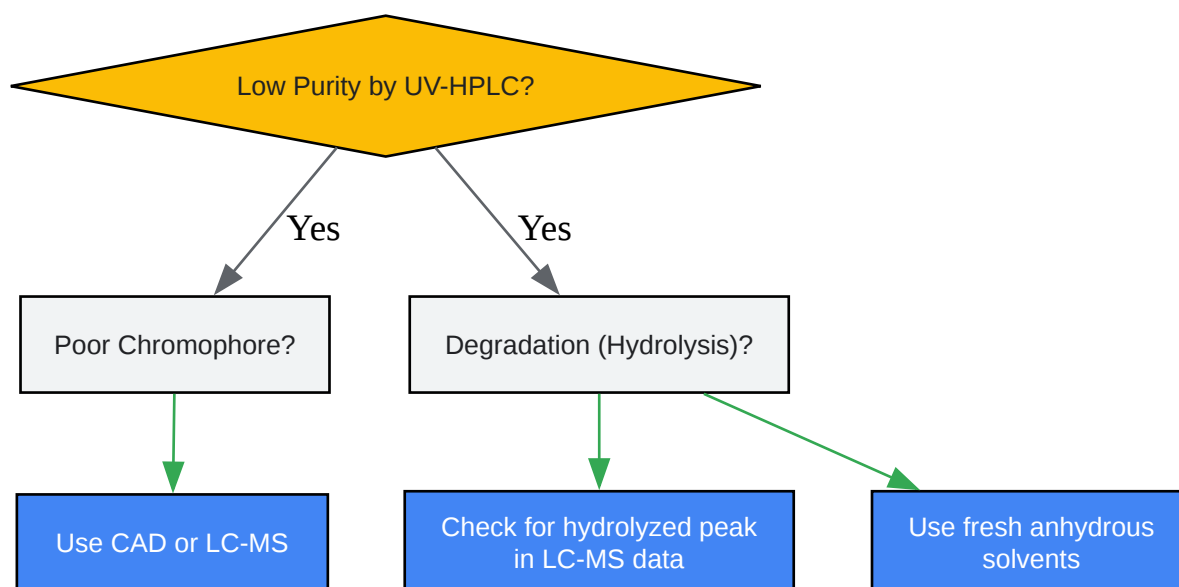 Low Purity by UV-HPLC?
Yes
Yes
Poor Chromophore?
Degradation (Hydrolysis)?
Use CAD or LC-MS
Check for hydrolyzed peak
in LC-MS data
Use fresh anhydrous
solvents